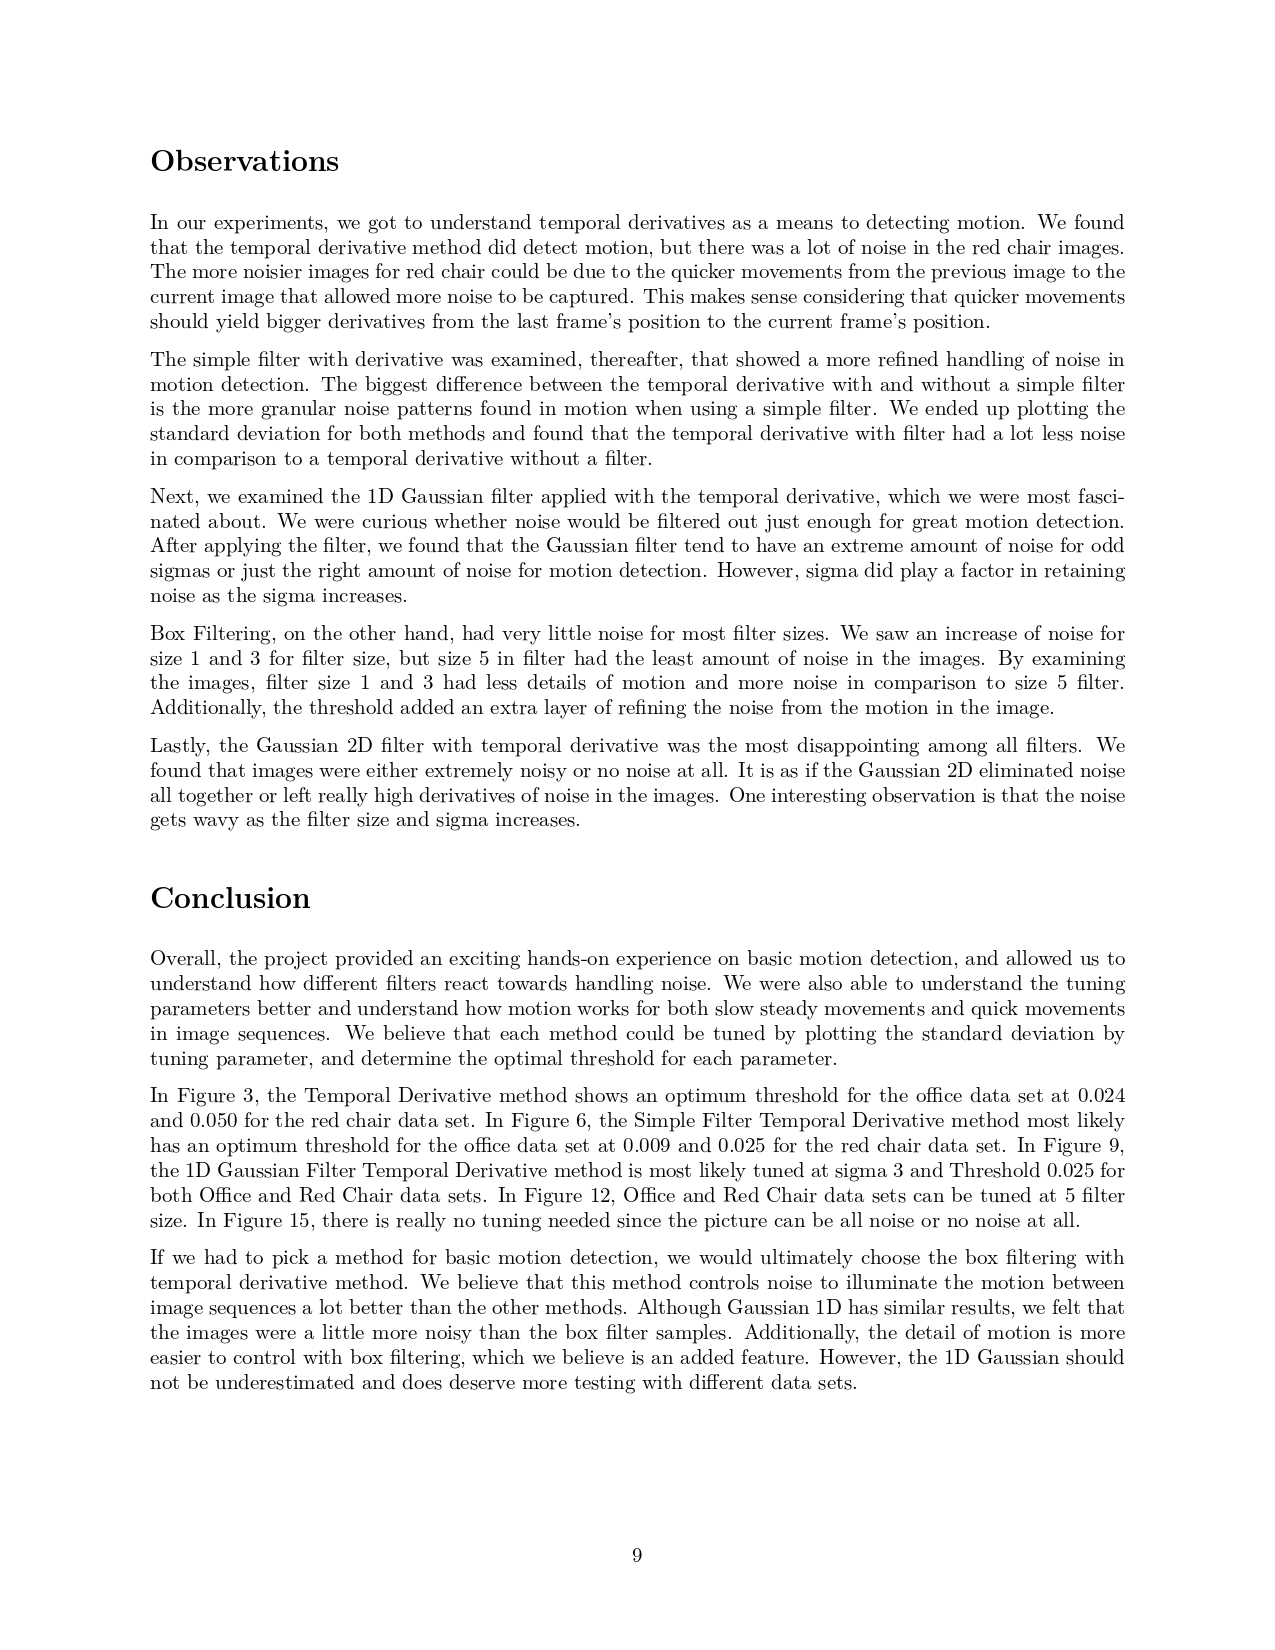 Observations
In our experiments, we got to understand temporal derivatives as a means to detecting motion. We found
that the temporal derivative method did detect motion, but there was a lot of noise in the red chair images.
The more noisier images for red chair could be due to the quicker movements from the previous image to the
current image that allowed more noise to be captured. This makes sense considering that quicker movements
should yield bigger derivatives from the last frame's position to the current frame's position.
The simple filter with derivative was examined, thereafter, that showed a more refined handling of noise in
motion detection. The biggest difference between the temporal derivative with and without a simple filter
is the more granular noise patterns found in motion when using a simple filter. We ended up plotting the
standard deviation for both methods and found that the temporal derivative with filter had a lot less noise
in comparison to a temporal derivative without a filter.
Next, we examined the 1D Gaussian filter applied with the temporal derivative, which we were most fasci-
nated about. We were curious whether noise would be filtered out just enough for great motion detection.
After applying the filter, we found that the Gaussian filter tend to have an extreme amount of noise for odd
sigmas or just the right amount of noise for motion detection. However, sigma did play a factor in retaining
noise as the sigma increases.
Box Filtering, on the other hand, had very little noise for most filter sizes. We saw an increase of noise for
size 1 and 3 for filter size, but size 5 in filter had the least amount of noise in the images. By examining
the images, filter size 1 and 3 had less details of motion and more noise in comparison to size 5 filter.
Additionally, the threshold added an extra layer of refining the noise from the motion in the image.
Lastly, the Gaussian 2D filter with temporal derivative was the most disappointing among all filters. We
found that images were either extremely noisy or no noise at all. It is as if the Gaussian 2D eliminated noise
all together or left really high derivatives of noise in the images. One interesting observation is that the noise
gets wavy as the filter size and sigma increases.
Conclusion
Overall, the project provided an exciting hands-on experience on basic motion detection, and allowed us to
understand how different filters react towards handling noise. We were also able to understand the tuning
parameters better and understand how motion works for both slow steady movements and quick movements
in image sequences. We believe that each method could be tuned by plotting the standard deviation by
tuning parameter, and determine the optimal threshold for each parameter.
In Figure 3, the Temporal Derivative method shows an optimum threshold for the office data set at 0.024
and 0.050 for the red chair data set. In Figure 6, the Simple Filter Temporal Derivative method most likely
has an optimum threshold for the office data set at 0.009 and 0.025 for the red chair data set. In Figure 9,
the 1D Gaussian Filter Temporal Derivative method is most likely tuned at sigma 3 and Threshold 0.025 for
both Office and Red Chair data sets. In Figure 12, Office and Red Chair data sets can be tuned at 5 filter
size. In Figure 15, there is really no tuning needed since the picture can be all noise or no noise at all.
If we had to pick a method for basic motion detection, we would ultimately choose the box filtering with
temporal derivative method. We believe that this method controls noise to illuminate the motion between
image sequences a lot better than the other methods. Although Gaussian 1D has similar results, we felt that
the images were a little more noisy than the box filter samples. Additionally, the detail of motion is more
easier to control with box filtering, which we believe is an added feature. However, the 1D Gaussian should
not be underestimated and does deserve more testing with different data sets.
9